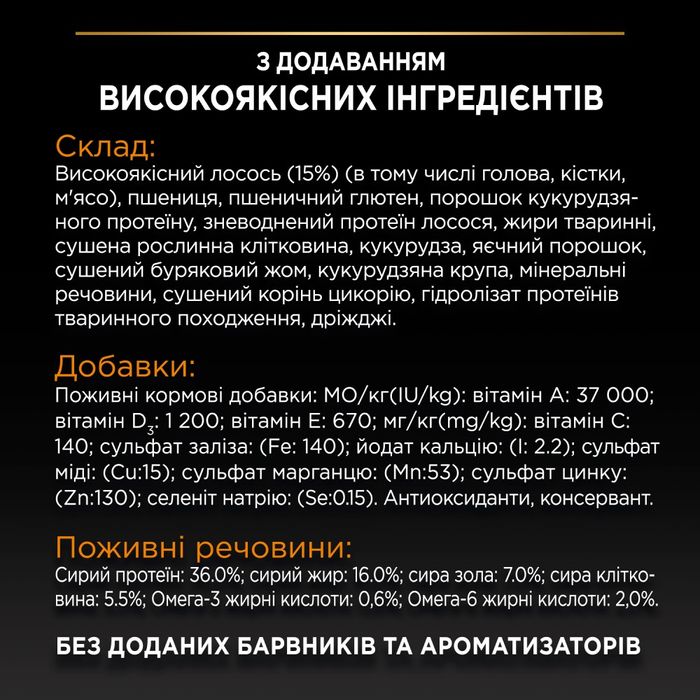 З ДОДАВАННЯМ
ВИСОКОЯКІСНИХ ІНГРЕДІЄНТІВ
Склад:
Високоякісний лосось (15%) (в тому числі голова, кістки,
м'ясо), пшениця, пшеничний глютен, порошок кукурудзя-
ного протеїну, зневоднений протеїн лосося, жири тваринні,
сушена рослинна клітковина, кукурудза, яєчний порошок,
сушений буряковий жом, кукурудзяна крупа, мінеральні
речовини, сушений корінь цикорію, гідролізат протеїнів
тваринного походження, дріжджі.
Добавки:
Поживні кормові добавки: МО/кг(IU/kg): вітамін А: 37 000;
вітамін D3: 1 200; вітамін Е: 670; мг/кг(mg/kg): вітамін С:
140; сульфат заліза: (Fe: 140); йодат кальцію: (I: 2.2); сульфат
міді: (Cu:15); сульфат марганцю: (Mn:53); сульфат цинку:
(Zn:130); селеніт натрію: (Se:0.15). Антиоксиданти, консервант.
Поживні речовини:
Сирий протеїн: 36.0%; сирий жир: 16.0%; сира зола: 7.0%; сира клітко-
вина: 5.5%; Омега-3 жирні кислоти: 0,6%; Омега-6 жирні кислоти: 2,0%.
БЕЗ ДОДАНИХ БАРВНИКІВ ТА АРОМАТИЗАТОРІВ